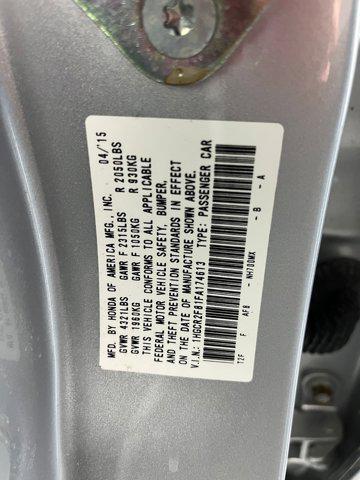 MFD. BY HONDA OF AMERICA MFG., INC. 04/'15
GVWR 4321LBS GAWR F 2315LBS R 2050LBS
GVWR 1960KG GAWR F 1050KG R 930KG
THIS VEHICLE CONFORMS TO ALL APPLICABLE
FEDERAL MOTOR VEHICLE SAFETY, BUMPER,
AND THEFT PREVENTION STANDARDS IN EFFECT
ON THE DATE OF MANUFACTURE SHOWN ABOVE.
V.I.N.: 1HGCR2F81FA174613 TYPE: PASSENGER CAR
T2F F AF8 - NH700MX - B - A